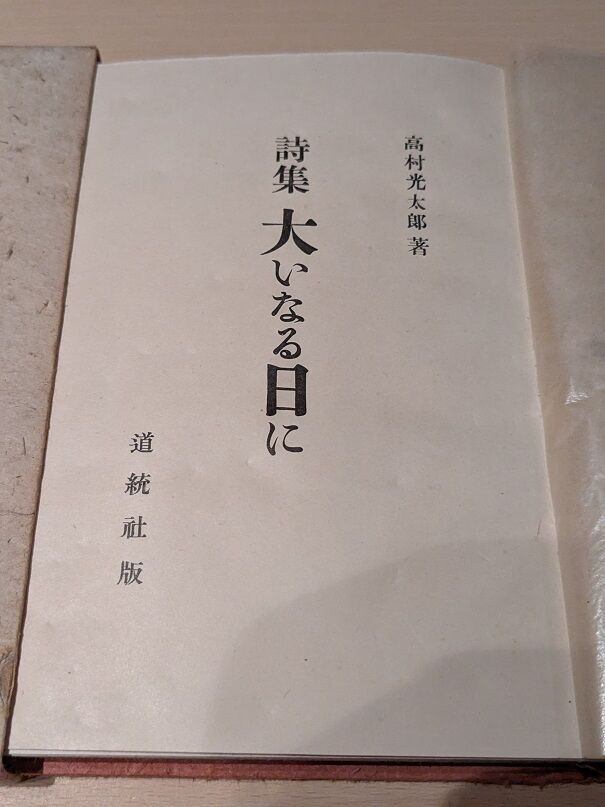 高村光太郎著
詩集 大いなる日に
道統社版